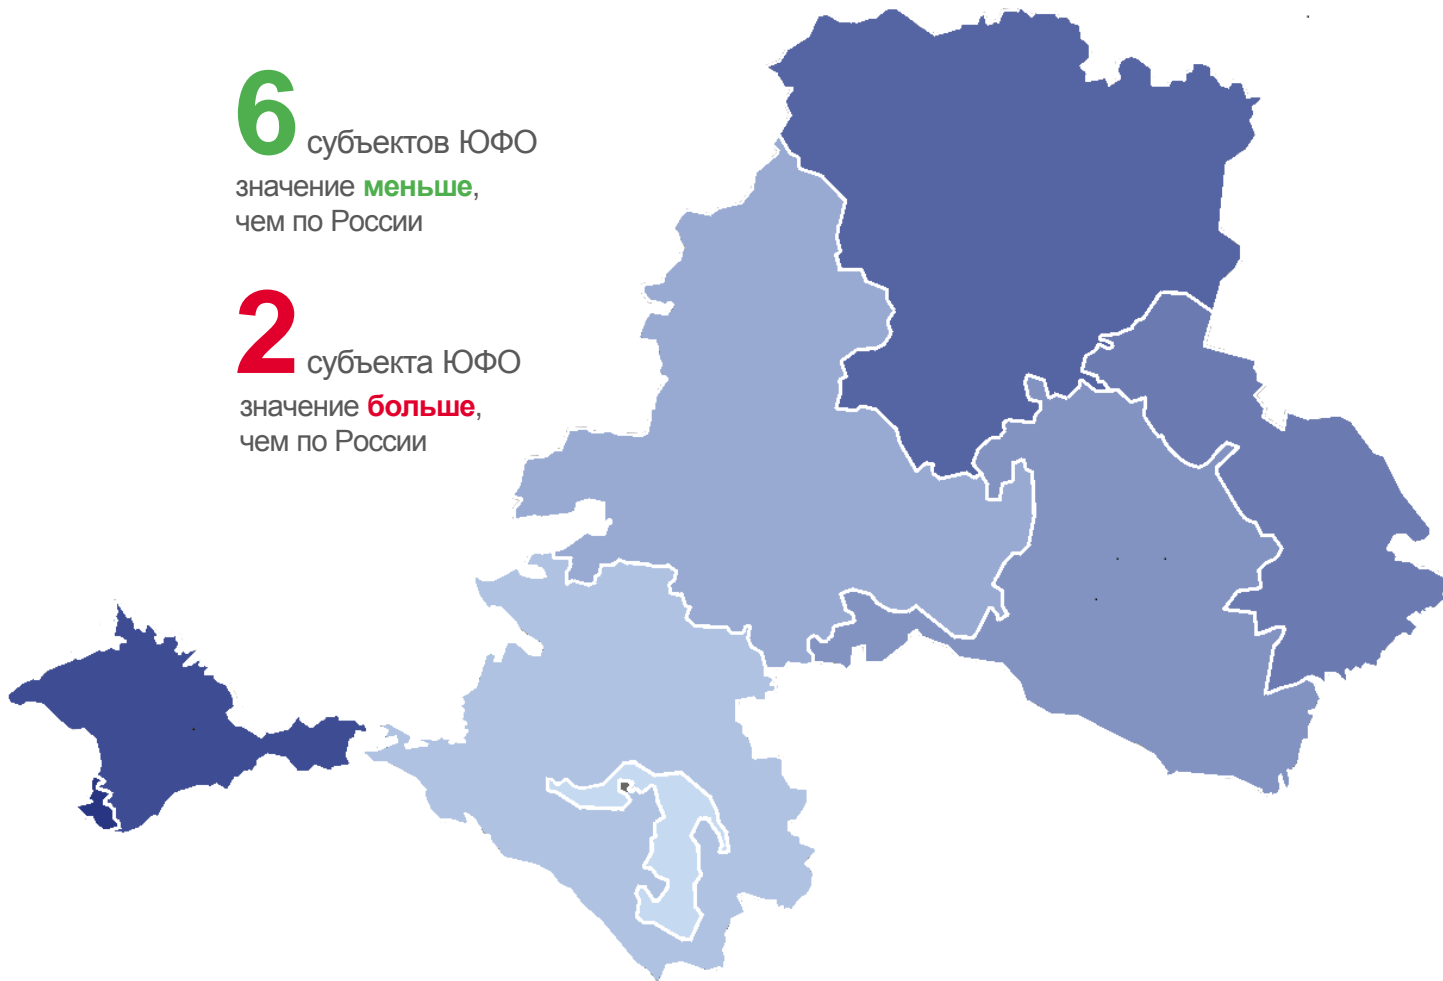 6 субъектов ЮФО
значение меньше,
чем по России
2 субъекта ЮФО
значение больше,
чем по России